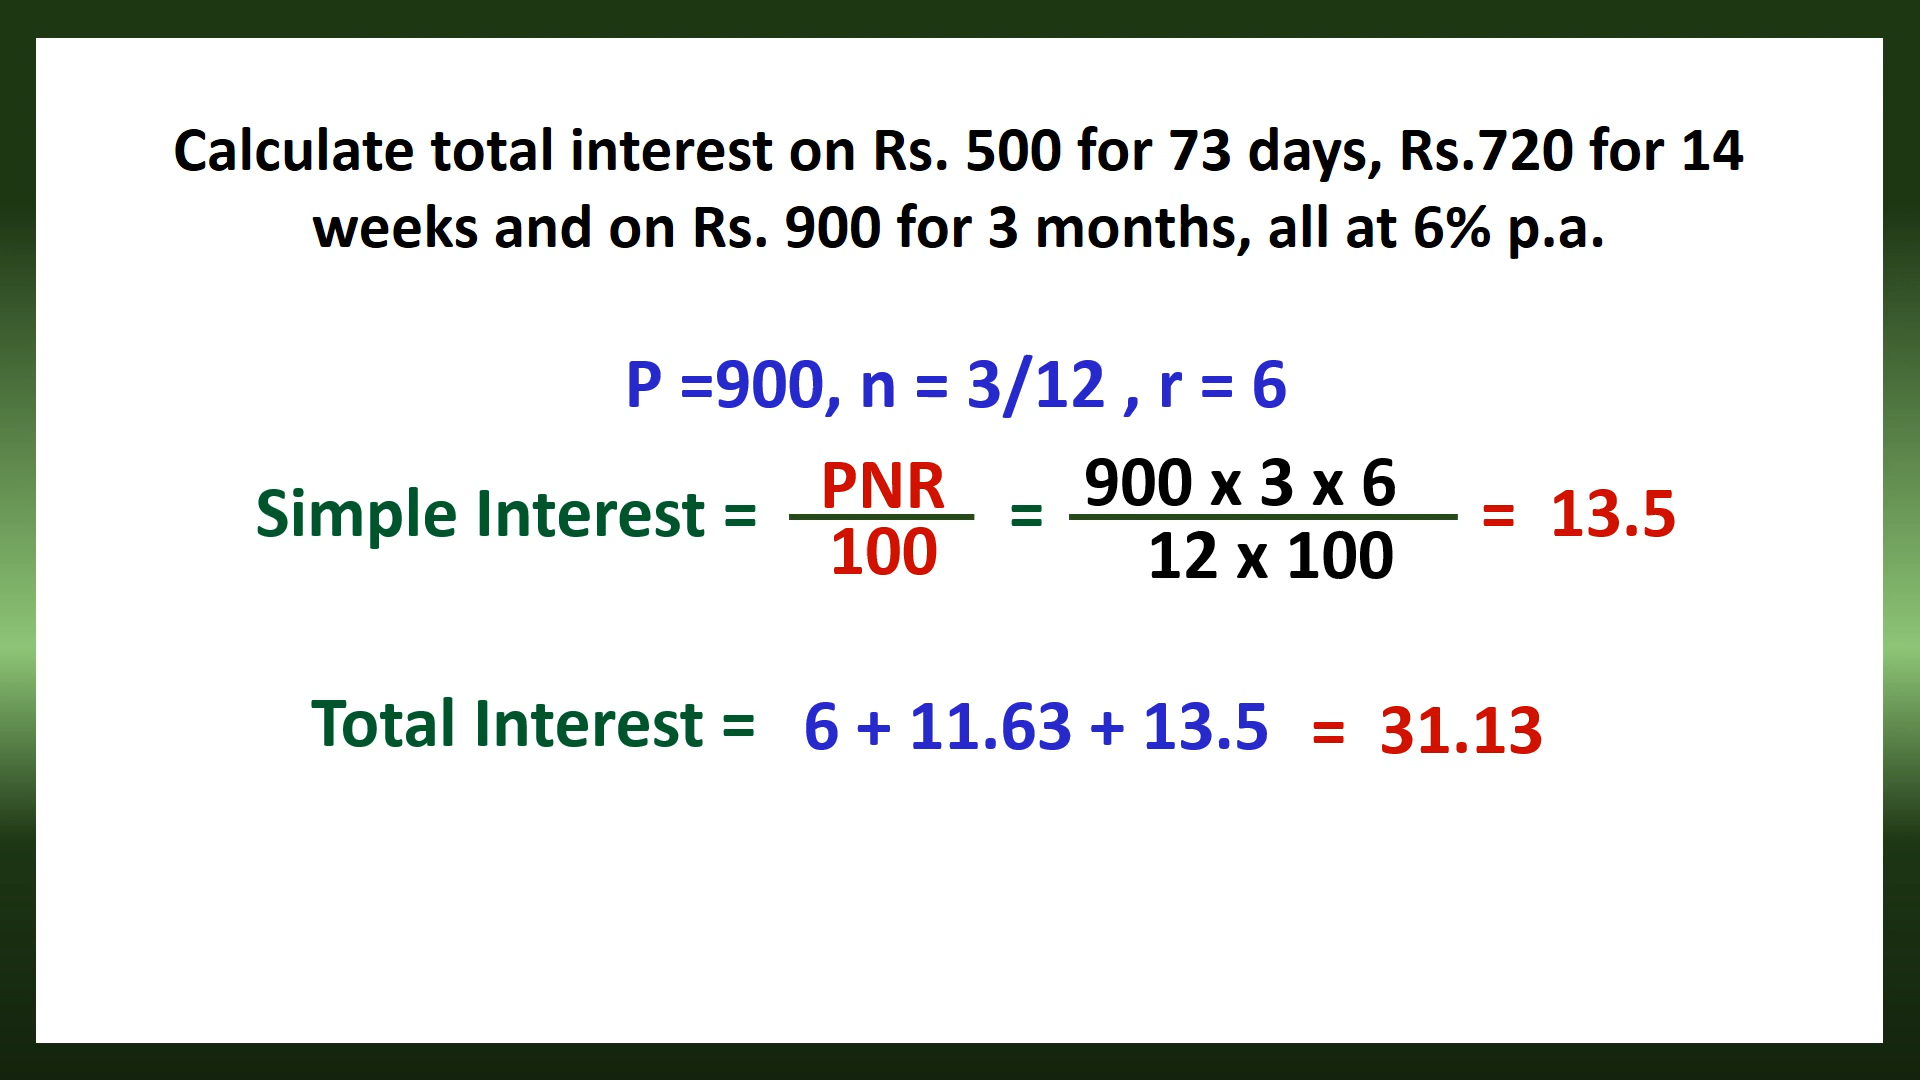 Calculate total interest on Rs. 500 for 73 days, Rs.720 for 14
weeks and on Rs. 900 for 3 months, all at 6% p.a.
P =900, n = 3/12 , r = 6
Simple Interest = PNR/100 = 900 x 3 x 6/12 x 100 = 13.5
Total Interest = 6 + 11.63 + 13.5 = 31.13